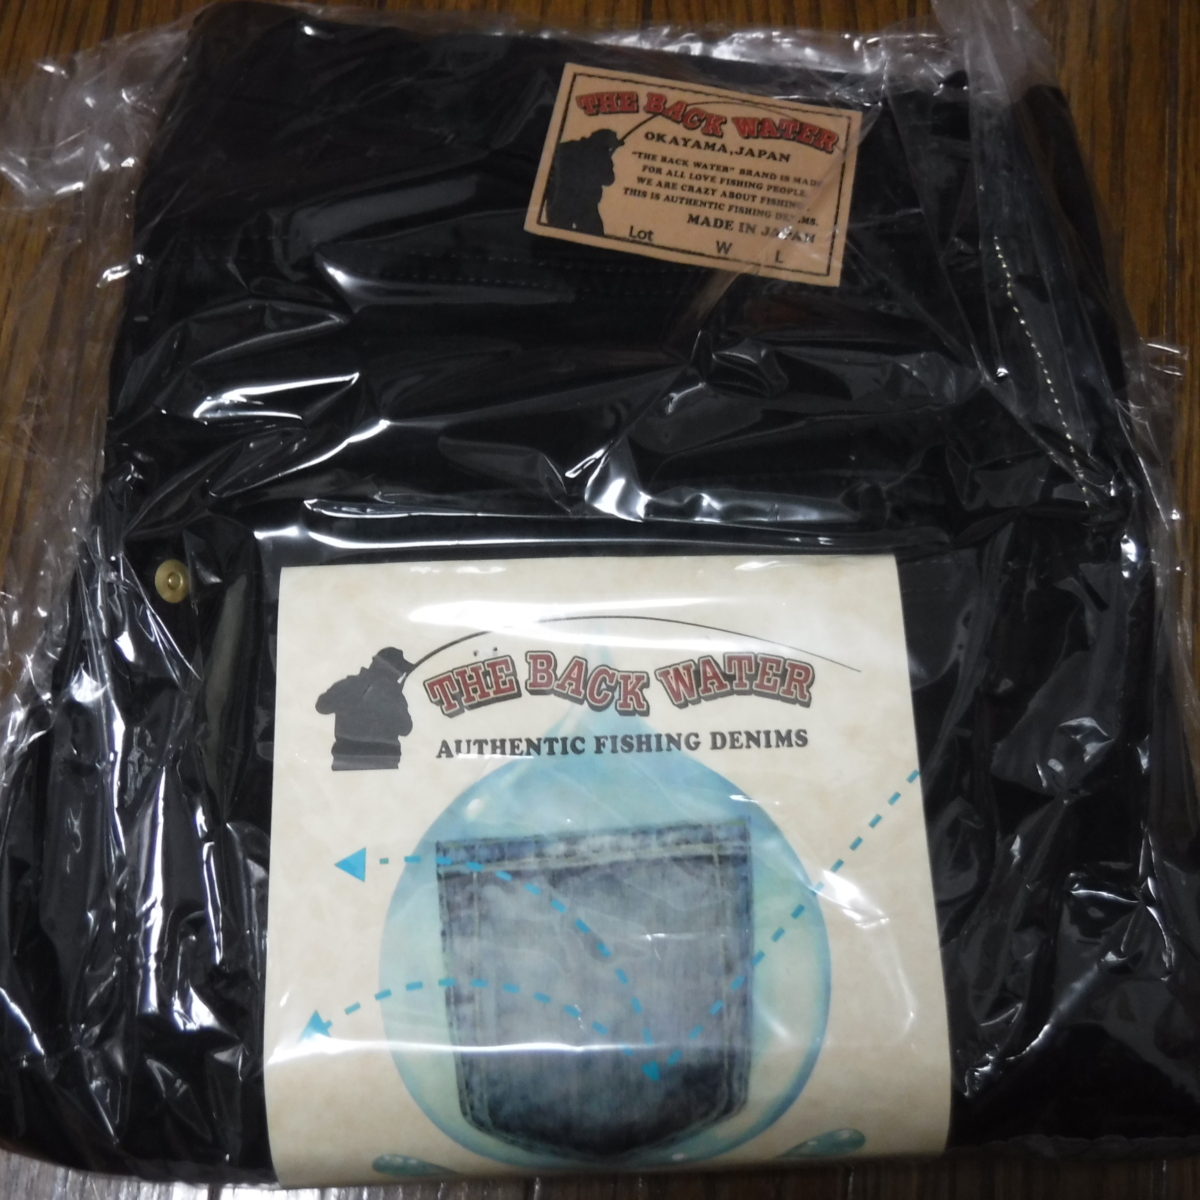 THE BACK WATER
OKAYAMA, JAPAN
"THE BACK WATER" BRAND IS MADE
FOR ALL LOVE FISHING PEOPLE.
WE ARE CRAZY ABOUT FISHING.
THIS IS AUTHENTIC FISHING DENIMS.
MADE IN JAPAN
Lot W L
THE BACK WATER
AUTHENTIC FISHING DENIMS